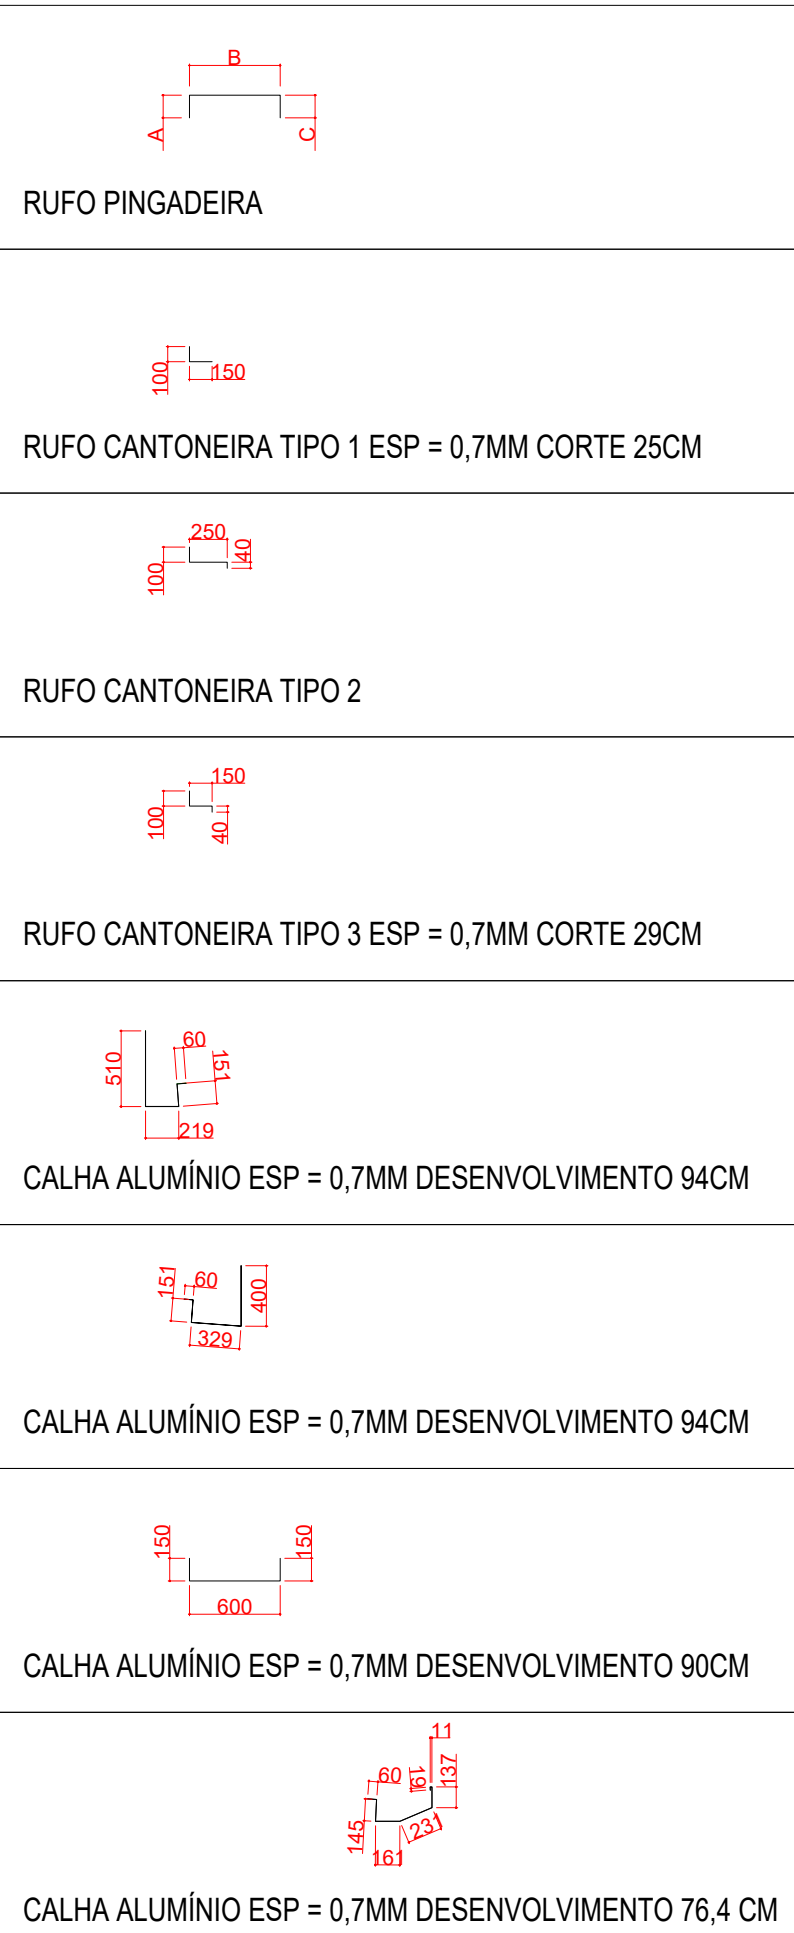 B
A
C
RUFO PINGADEIRA
100
150
RUFO CANTONEIRA TIPO 1 ESP = 0,7MM CORTE 25CM
250
40
100
RUFO CANTONEIRA TIPO 2
150
100
40
RUFO CANTONEIRA TIPO 3 ESP = 0,7MM CORTE 29CM
60
510
151
219
CALHA ALUMÍNIO ESP = 0,7MM DESENVOLVIMENTO 94CM
151
60
400
329
CALHA ALUMÍNIO ESP = 0,7MM DESENVOLVIMENTO 94CM
150
150
600
CALHA ALUMÍNIO ESP = 0,7MM DESENVOLVIMENTO 90CM
11
60
19
137
145
231
161
CALHA ALUMÍNIO ESP = 0,7MM DESENVOLVIMENTO 76,4 CM